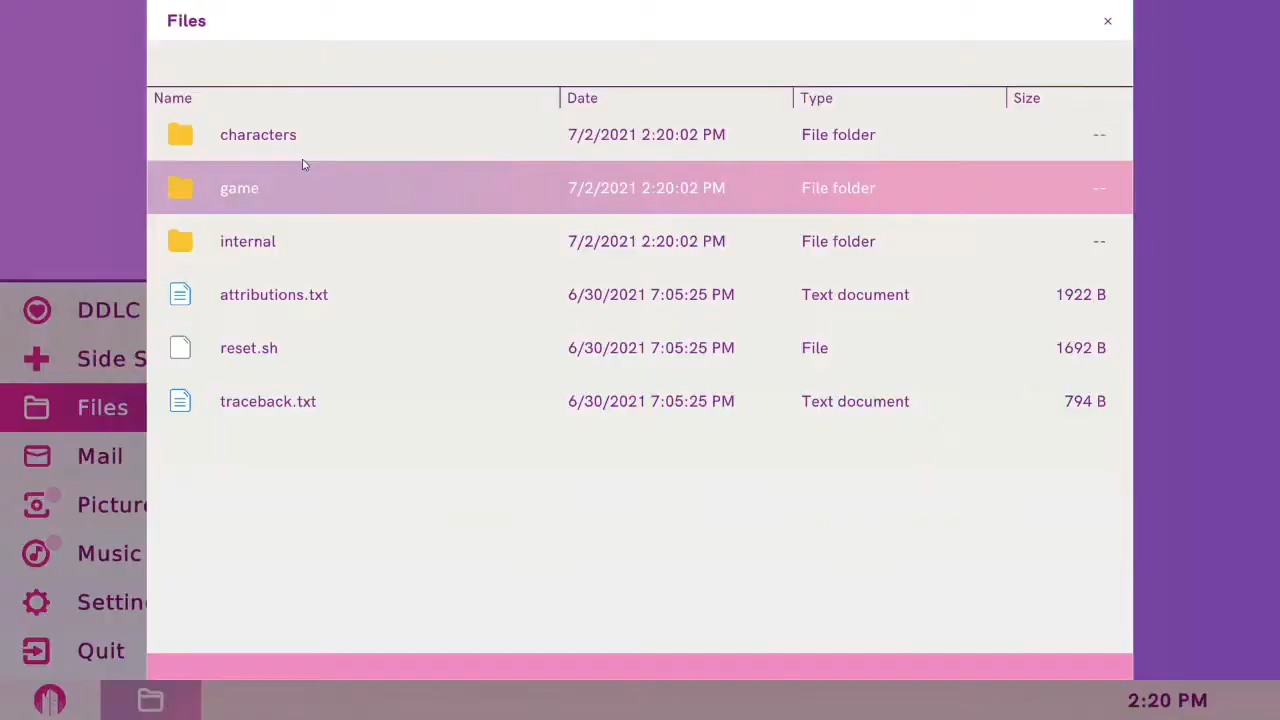 Files
×
Name Date Type Size
characters 7/2/2021 2:20:02 PM File folder --
game 7/2/2021 2:20:02 PM File folder --
internal 7/2/2021 2:20:02 PM File folder --
attributions.txt 6/30/2021 7:05:25 PM Text document 1922 B
reset.sh 6/30/2021 7:05:25 PM File 1692 B
traceback.txt 6/30/2021 7:05:25 PM Text document 794 B
DDLC
Side S
Files
Mail
Picture
Music
Settin
Quit
2:20 PM